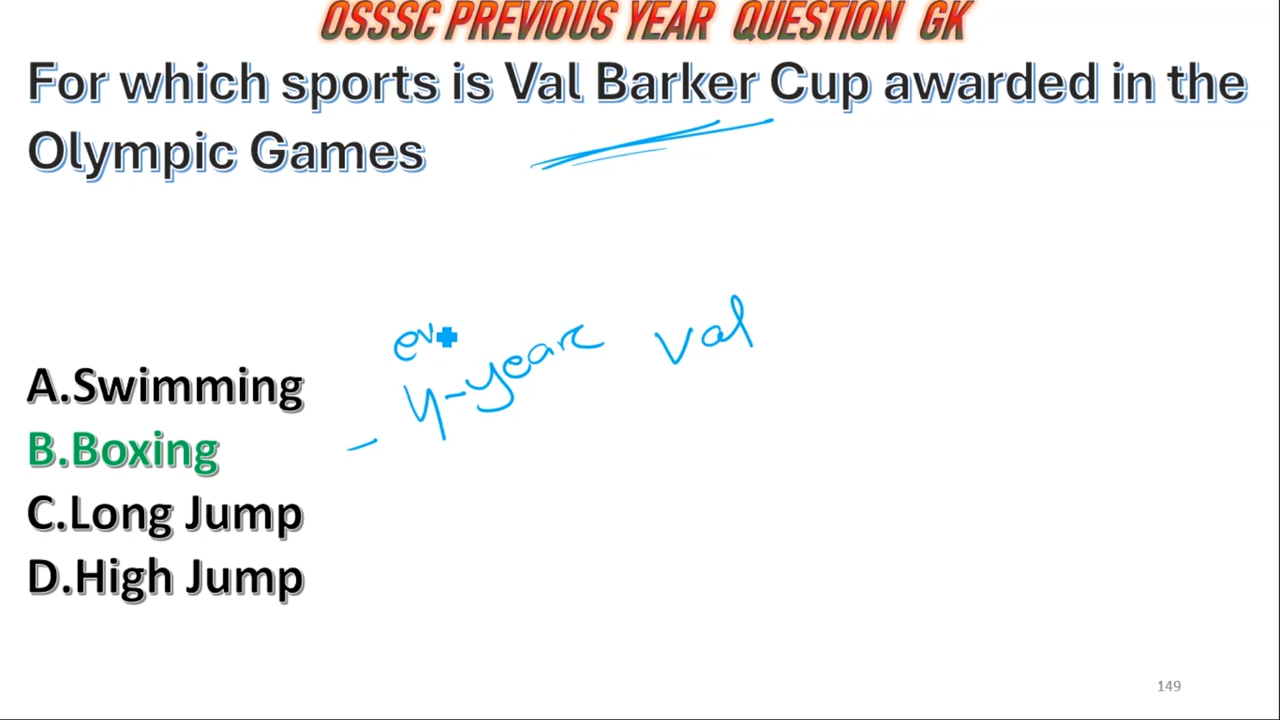 OSSSC PREVIOUS YEAR QUESTION GK
For which sports is Val Barker Cup awarded in the
Olympic Games
ev
4-year val
A.Swimming
B.Boxing
C.Long Jump
D.High Jump
149